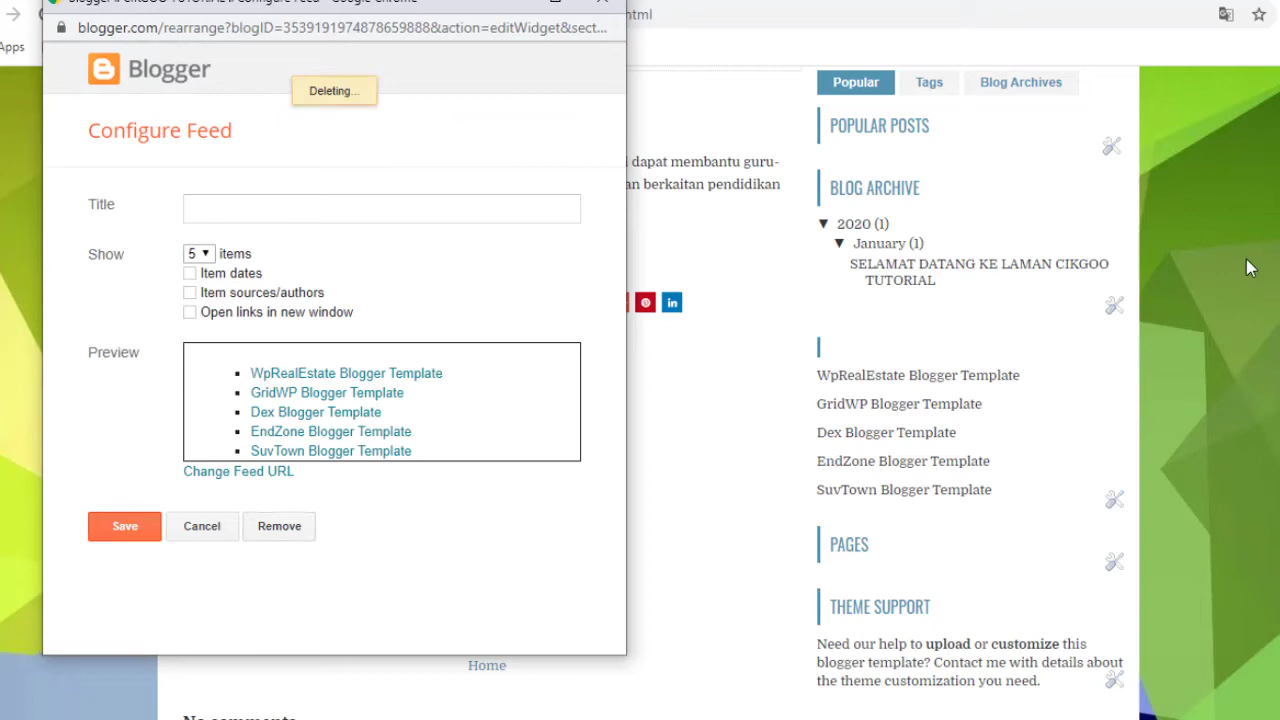 html
blogger.com/rearrange?blogID=3539191974878659888&action=editWidget&sect...
Apps
Blogger
Deleting...
Configure Feed
Title
Show
5 items
Item dates
Item sources/authors
Open links in new window
Preview
WpRealEstate Blogger Template
GridWP Blogger Template
Dex Blogger Template
EndZone Blogger Template
SuvTown Blogger Template
Change Feed URL
Save
Cancel
Remove
i dapat membantu guru-
an berkaitan pendidikan
in
Home
Popular
Tags
Blog Archives
POPULAR POSTS
BLOG ARCHIVE
▼ 2020 (1)
▼ January (1)
SELAMAT DATANG KE LAMAN CIKGOO
TUTORIAL
WpRealEstate Blogger Template
GridWP Blogger Template
Dex Blogger Template
EndZone Blogger Template
SuvTown Blogger Template
PAGES
THEME SUPPORT
Need our help to upload or customize this
blogger template? Contact me with details about
the theme customization you need.